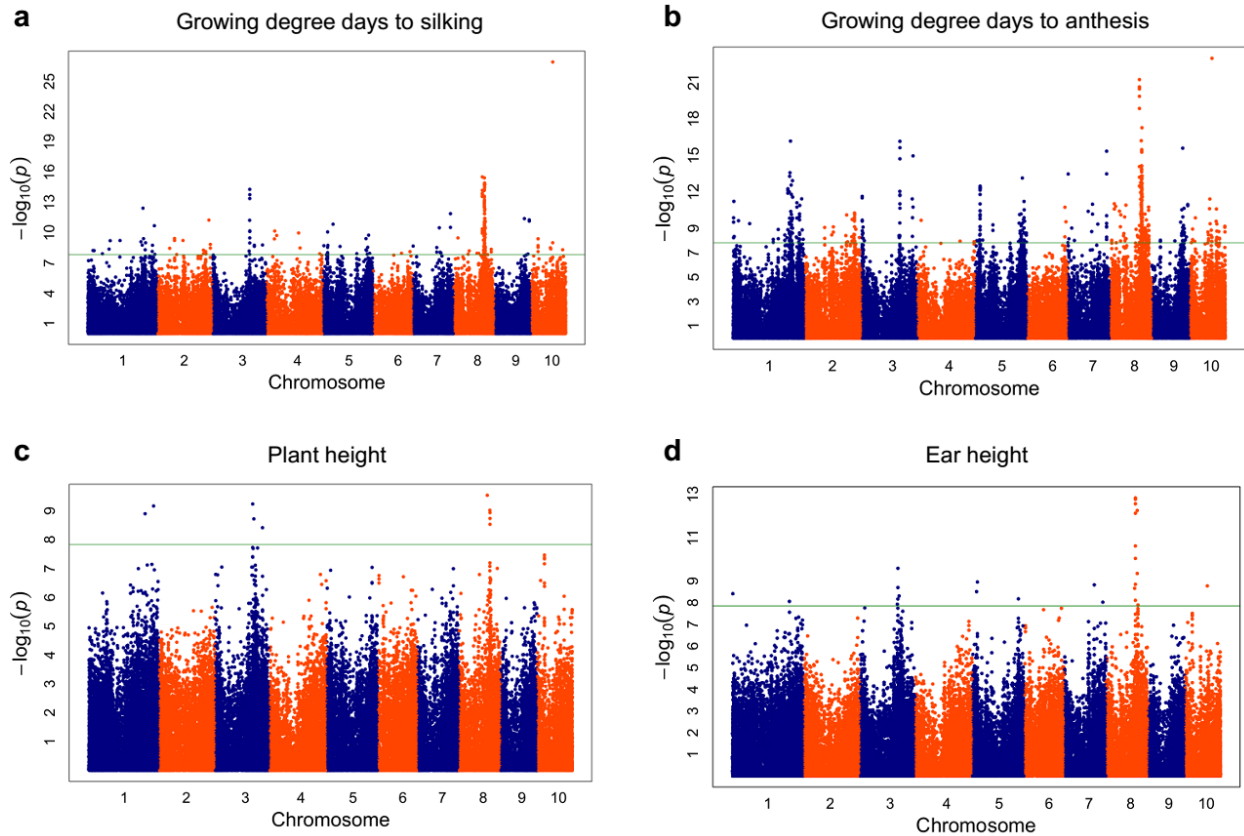 a
Growing degree days to silking
−log10(p)
25
22
19
16
13
10
7
4
1
1 2 3 4 5 6 7 8 9 10
Chromosome
b
Growing degree days to anthesis
−log10(p)
21
18
15
12
9
7
5
3
1
1 2 3 4 5 6 7 8 9 10
Chromosome
c
Plant height
−log10(p)
9
8
7
6
5
4
3
2
1
1 2 3 4 5 6 7 8 9 10
Chromosome
d
Ear height
−log10(p)
13
11
9
8
7
6
5
4
3
2
1
1 2 3 4 5 6 7 8 9 10
Chromosome